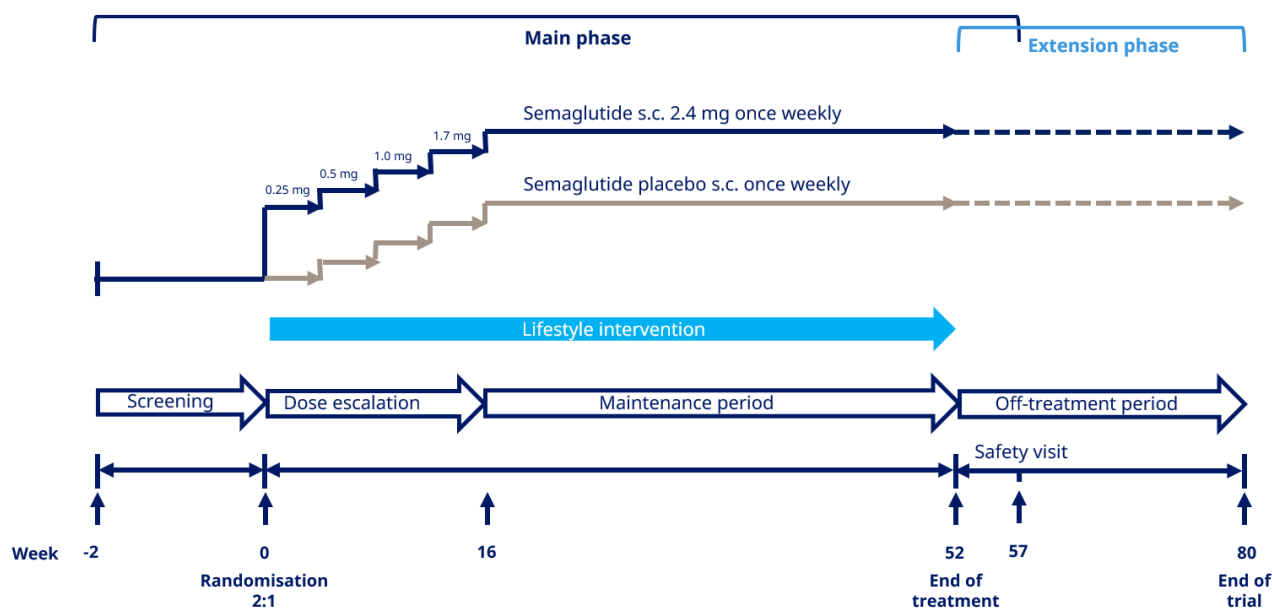 Main phase
Extension phase
Semaglutide s.c. 2.4 mg once weekly
1.7 mg
1.0 mg
0.5 mg
0.25 mg
Semaglutide placebo s.c. once weekly
Lifestyle intervention
Screening
Dose escalation
Maintenance period
Off-treatment period
Safety visit
Week -2 0 16 52 57 80
Randomisation
2:1
End of
treatment
End of
trial